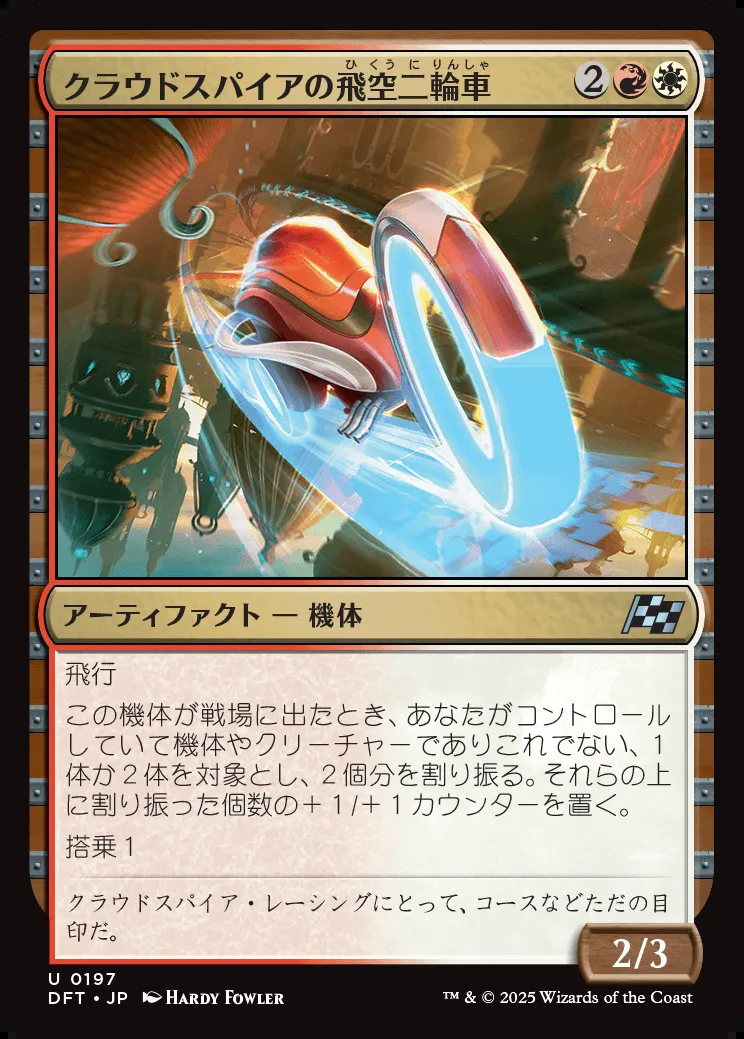 ひくうにりんしゃ
クラウドスパイアの飛空二輪車 2
アーティファクト — 機体
飛行
この機体が戦場に出たとき、あなたがコントロール
していて機体やクリーチャーでありこれでない、1
体か2体を対象とし、2個分を割り振る。それらの上
に割り振った個数の+1/+1カウンターを置く。
搭乗1
クラウドスパイア・レーシングにとって、コースなどただの目
印だ。
2/3
U 0197
DFT • JP HARDY FOWLER
™ & © 2025 Wizards of the Coast